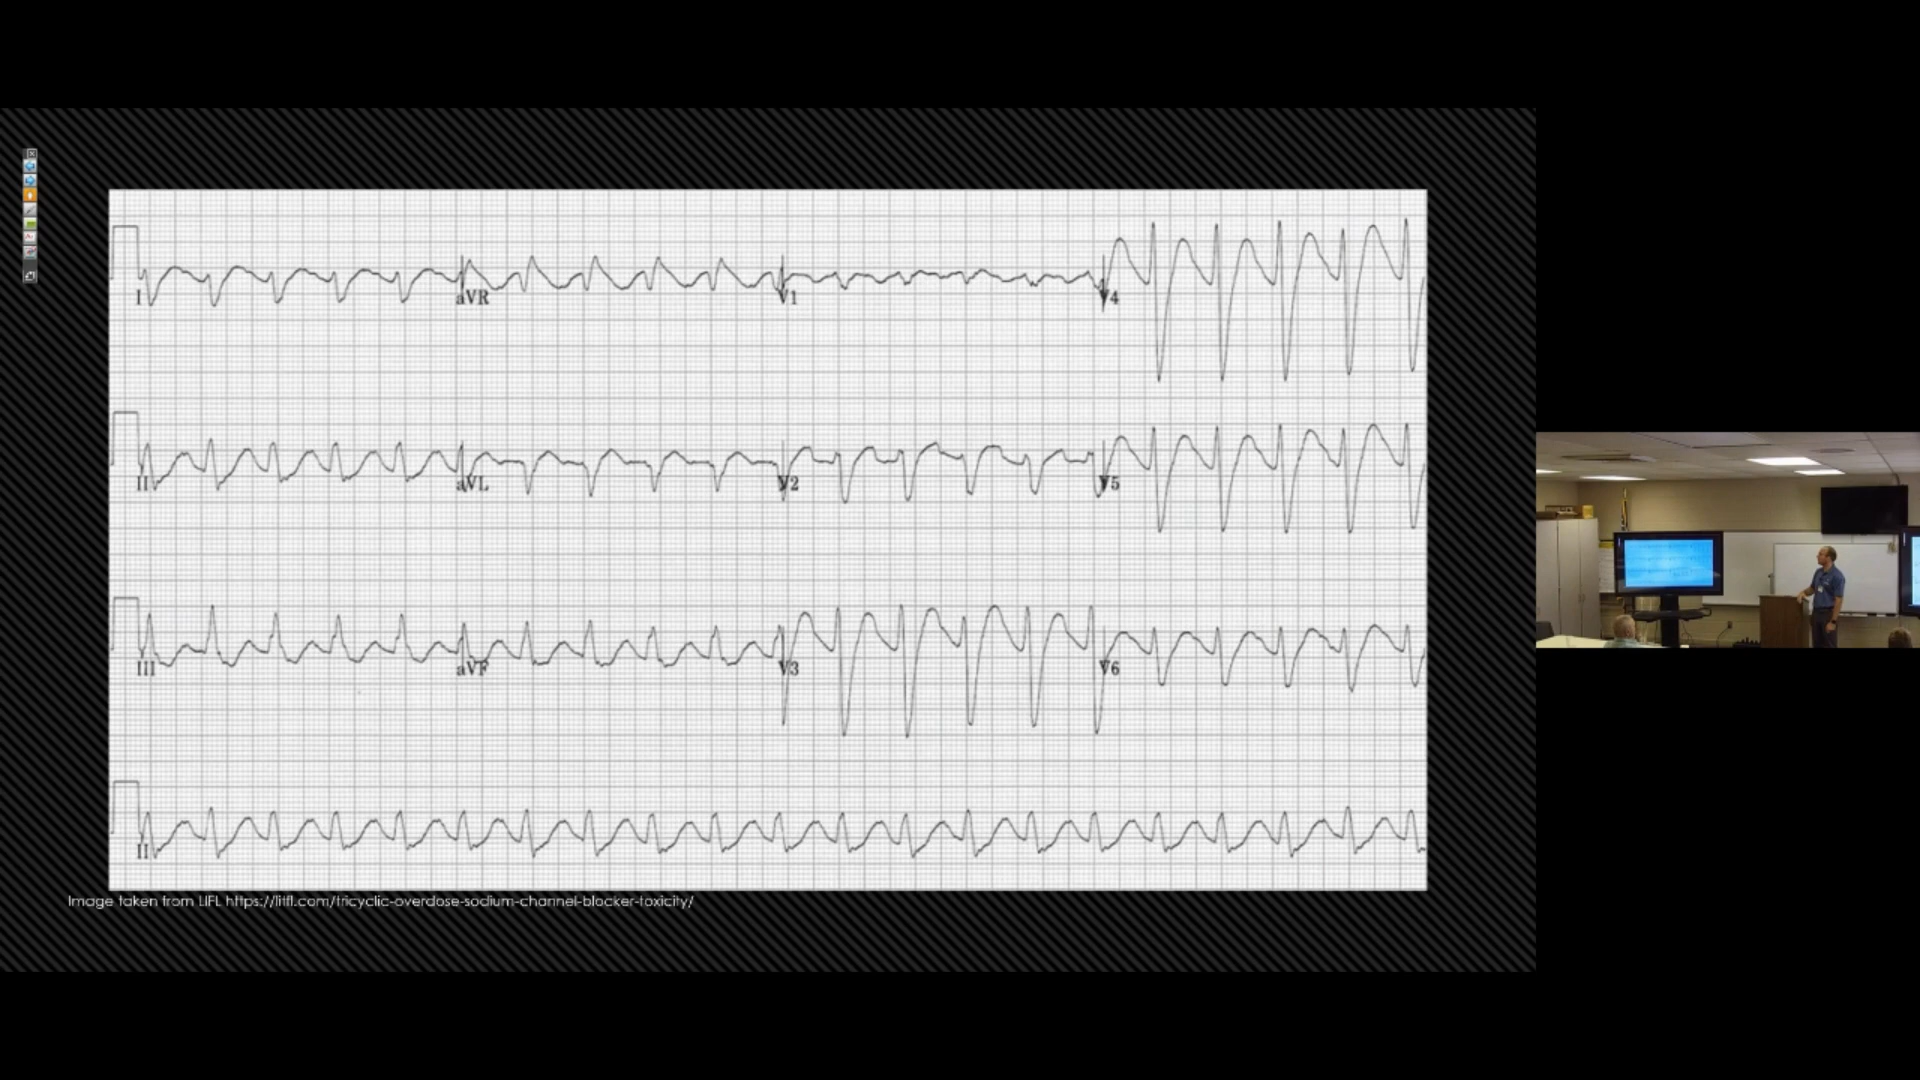 I aVR V1 V4
II aVL V2 V5
III aVF V3 V6
II
Image taken from LIFL https://litfl.com/tricyclic-overdose-sodium-channel-blocker-toxicity/